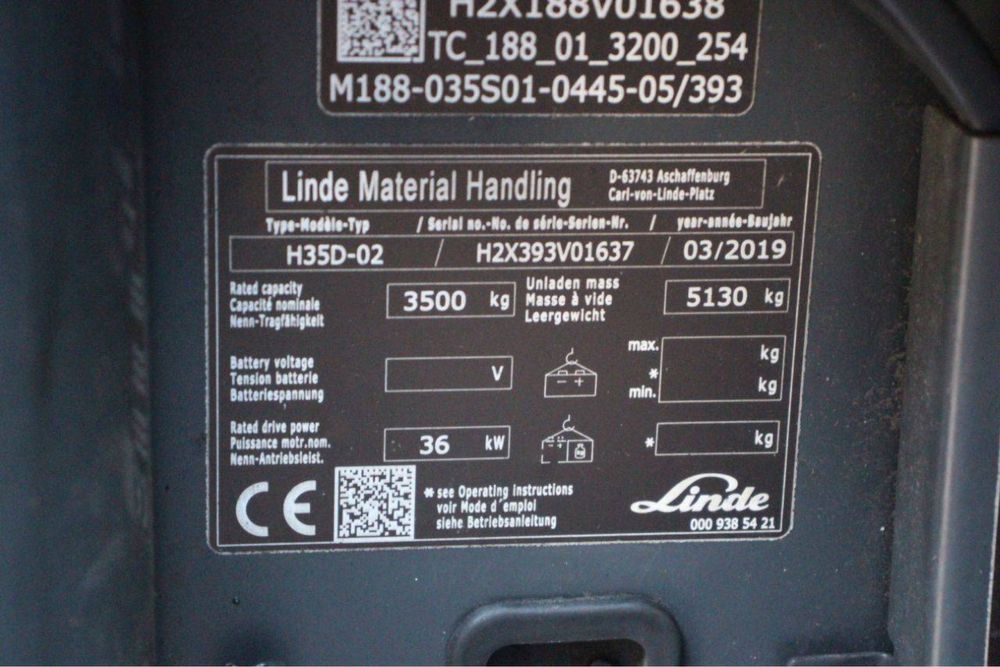 H2X188V01638
TC_188_01_3200_254
M188-035S01-0445-05/393
Linde Material Handling
D-63743 Aschaffenburg
Carl-von-Linde-Platz
Type-Modèle-Typ / Serial no.-No. de série-Serien-Nr. / year-année-Baujahr
H35D-02 / H2X393V01637 / 03/2019
Rated capacity
Capacité nominale
Nenn-Tragfähigkeit
3500 kg
Unladen mass
Masse à vide
Leergewicht
5130 kg
Battery voltage
Tension batterie
Batteriespannung
V
- +
max. kg
*
min. kg
Rated drive power
Puissance motr.nom.
Nenn-Antriebsleist.
36 kW
- +
kg
* kg
CE
* see Operating instructions
voir Mode d'emploi
siehe Betriebsanleitung
Linde
000 938 54 21